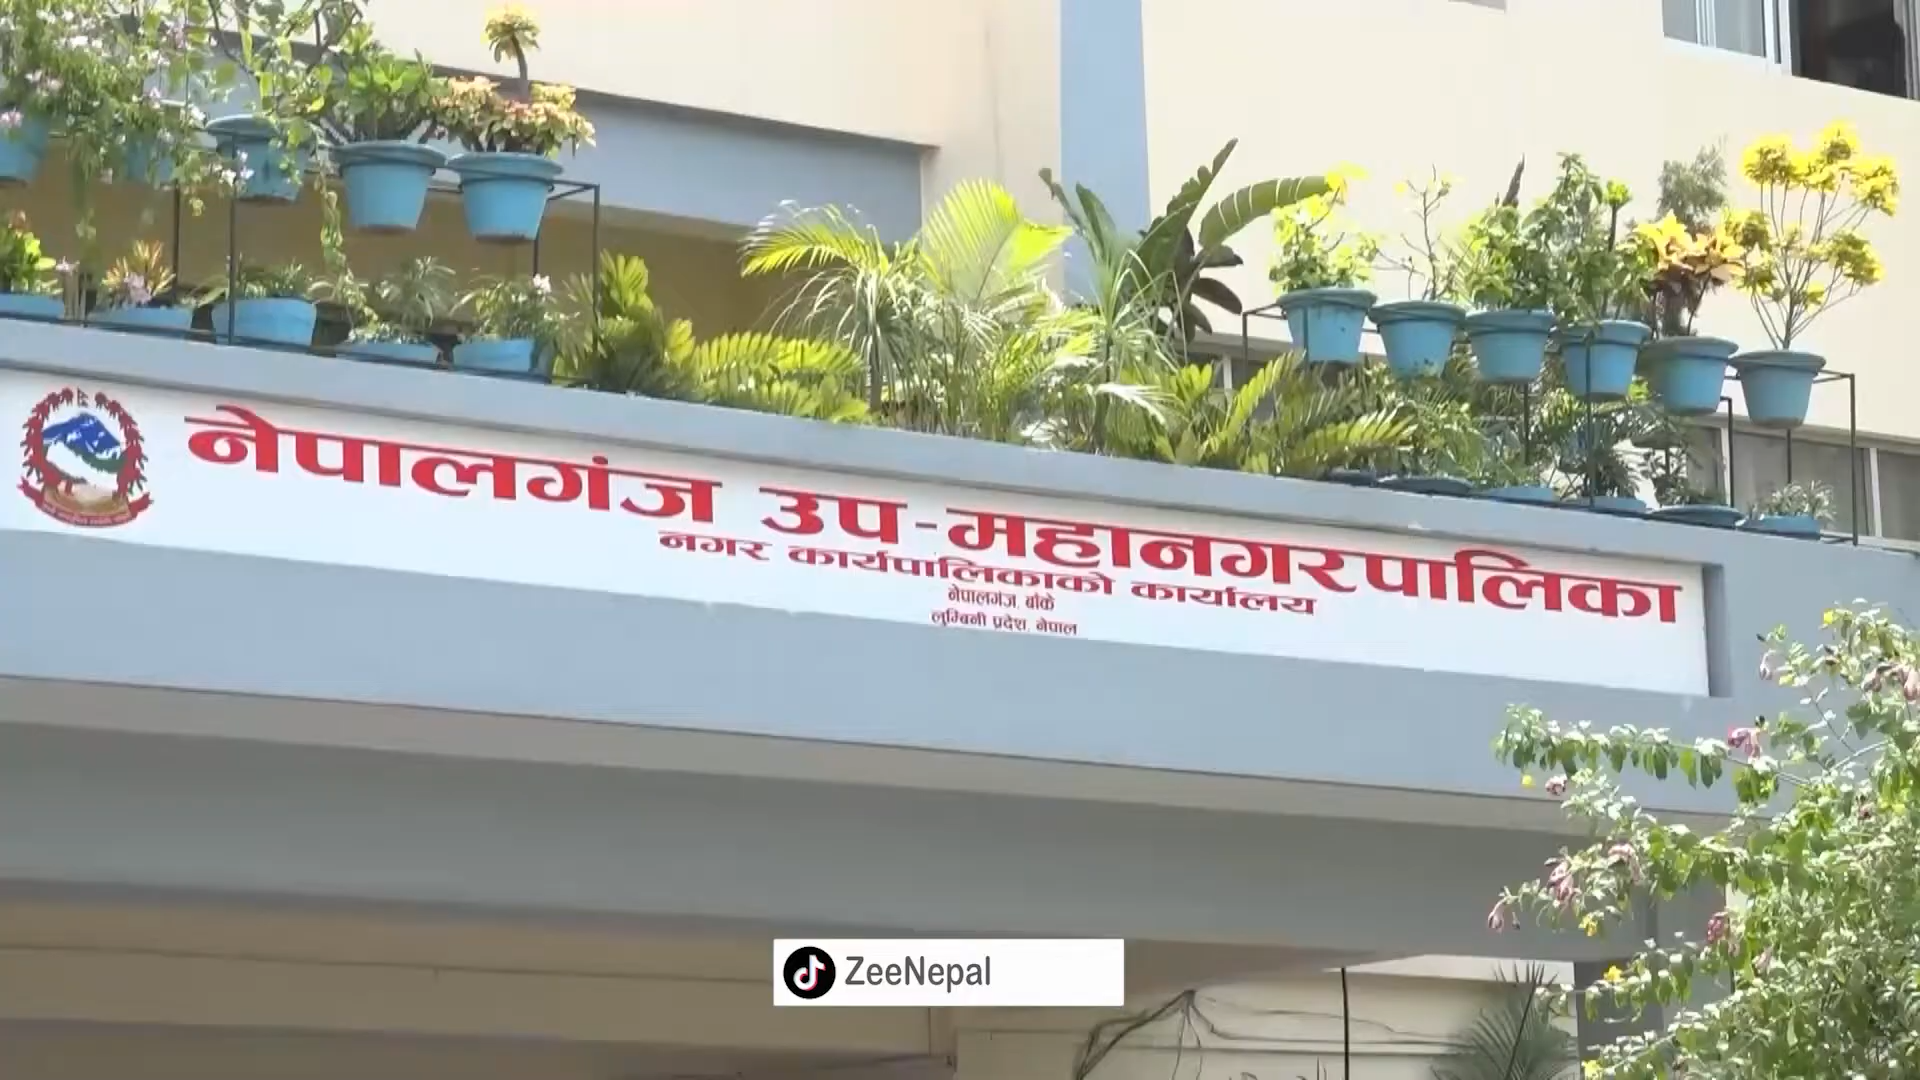 नेपालगंज उप-महानगरपालिका
नगर कार्यपालिकाको कार्यालय
नेपालगंज, बाँके
लुम्बिनी प्रदेश, नेपाल
ZeeNepal